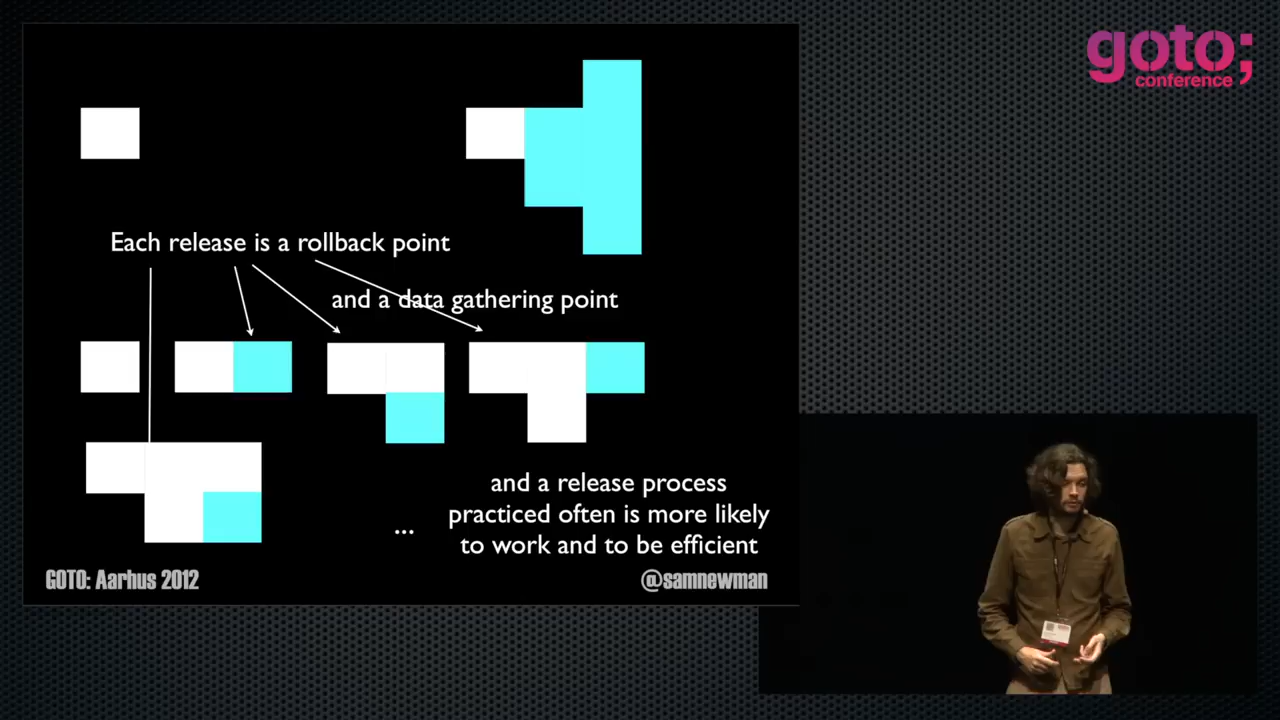 goto;
conference
Each release is a rollback point
and a data gathering point
and a release process
practiced often is more likely
...
to work and to be efficient
GOTO: Aarhus 2012
@samnewman